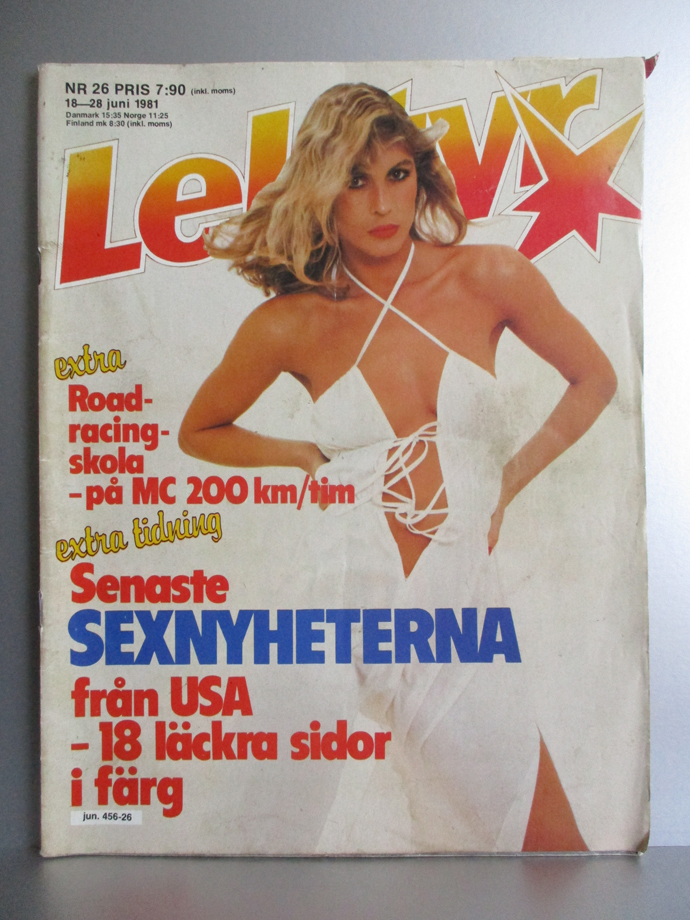 NR 26 PRIS 7:90 (inkl. moms)
18—28 juni 1981
Danmark 15:35 Norge 11:25
Finland mk 8:30 (inkl. moms)
extra
Road-
racing-
skola
– på MC 200 km/tim
extra tidning
Senaste
SEXNYHETERNA
från USA
– 18 läckra sidor
i färg
jun. 456-26